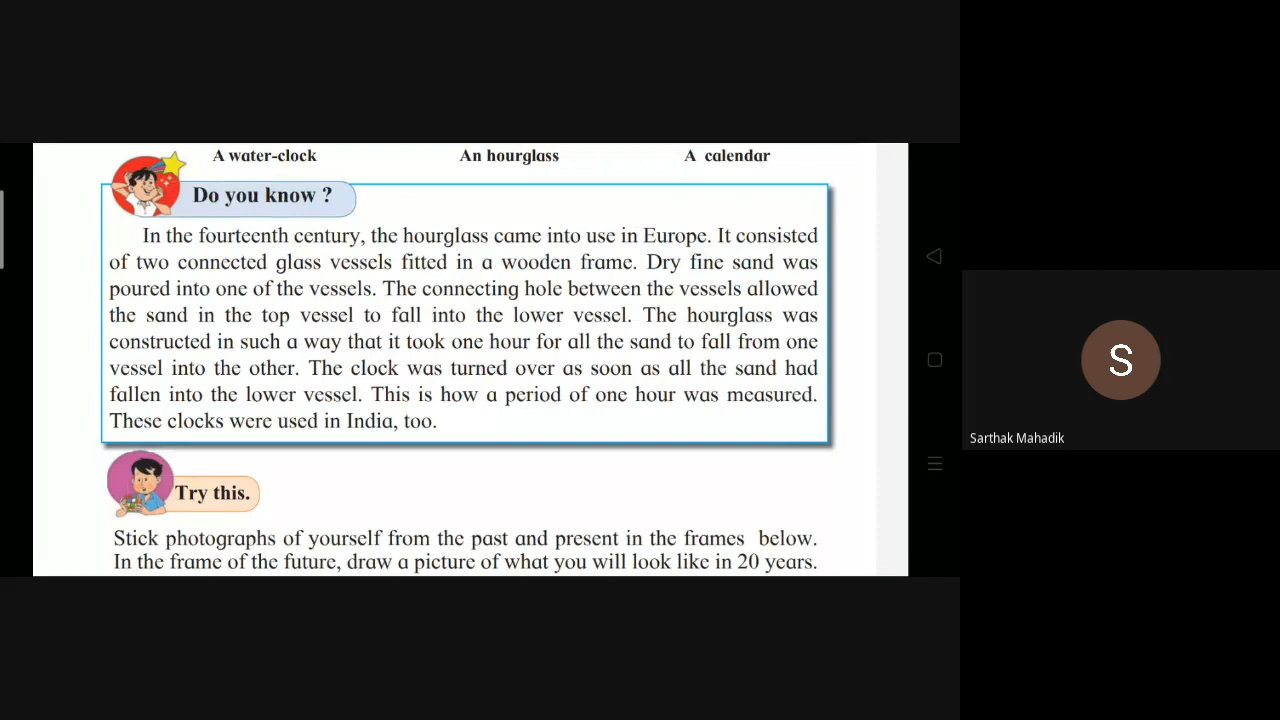 A water-clock An hourglass A calendar
Do you know ?
In the fourteenth century, the hourglass came into use in Europe. It consisted
of two connected glass vessels fitted in a wooden frame. Dry fine sand was
poured into one of the vessels. The connecting hole between the vessels allowed
the sand in the top vessel to fall into the lower vessel. The hourglass was
constructed in such a way that it took one hour for all the sand to fall from one
vessel into the other. The clock was turned over as soon as all the sand had
fallen into the lower vessel. This is how a period of one hour was measured.
These clocks were used in India, too.
Try this.
Stick photographs of yourself from the past and present in the frames below.
In the frame of the future, draw a picture of what you will look like in 20 years.
S
Sarthak Mahadik